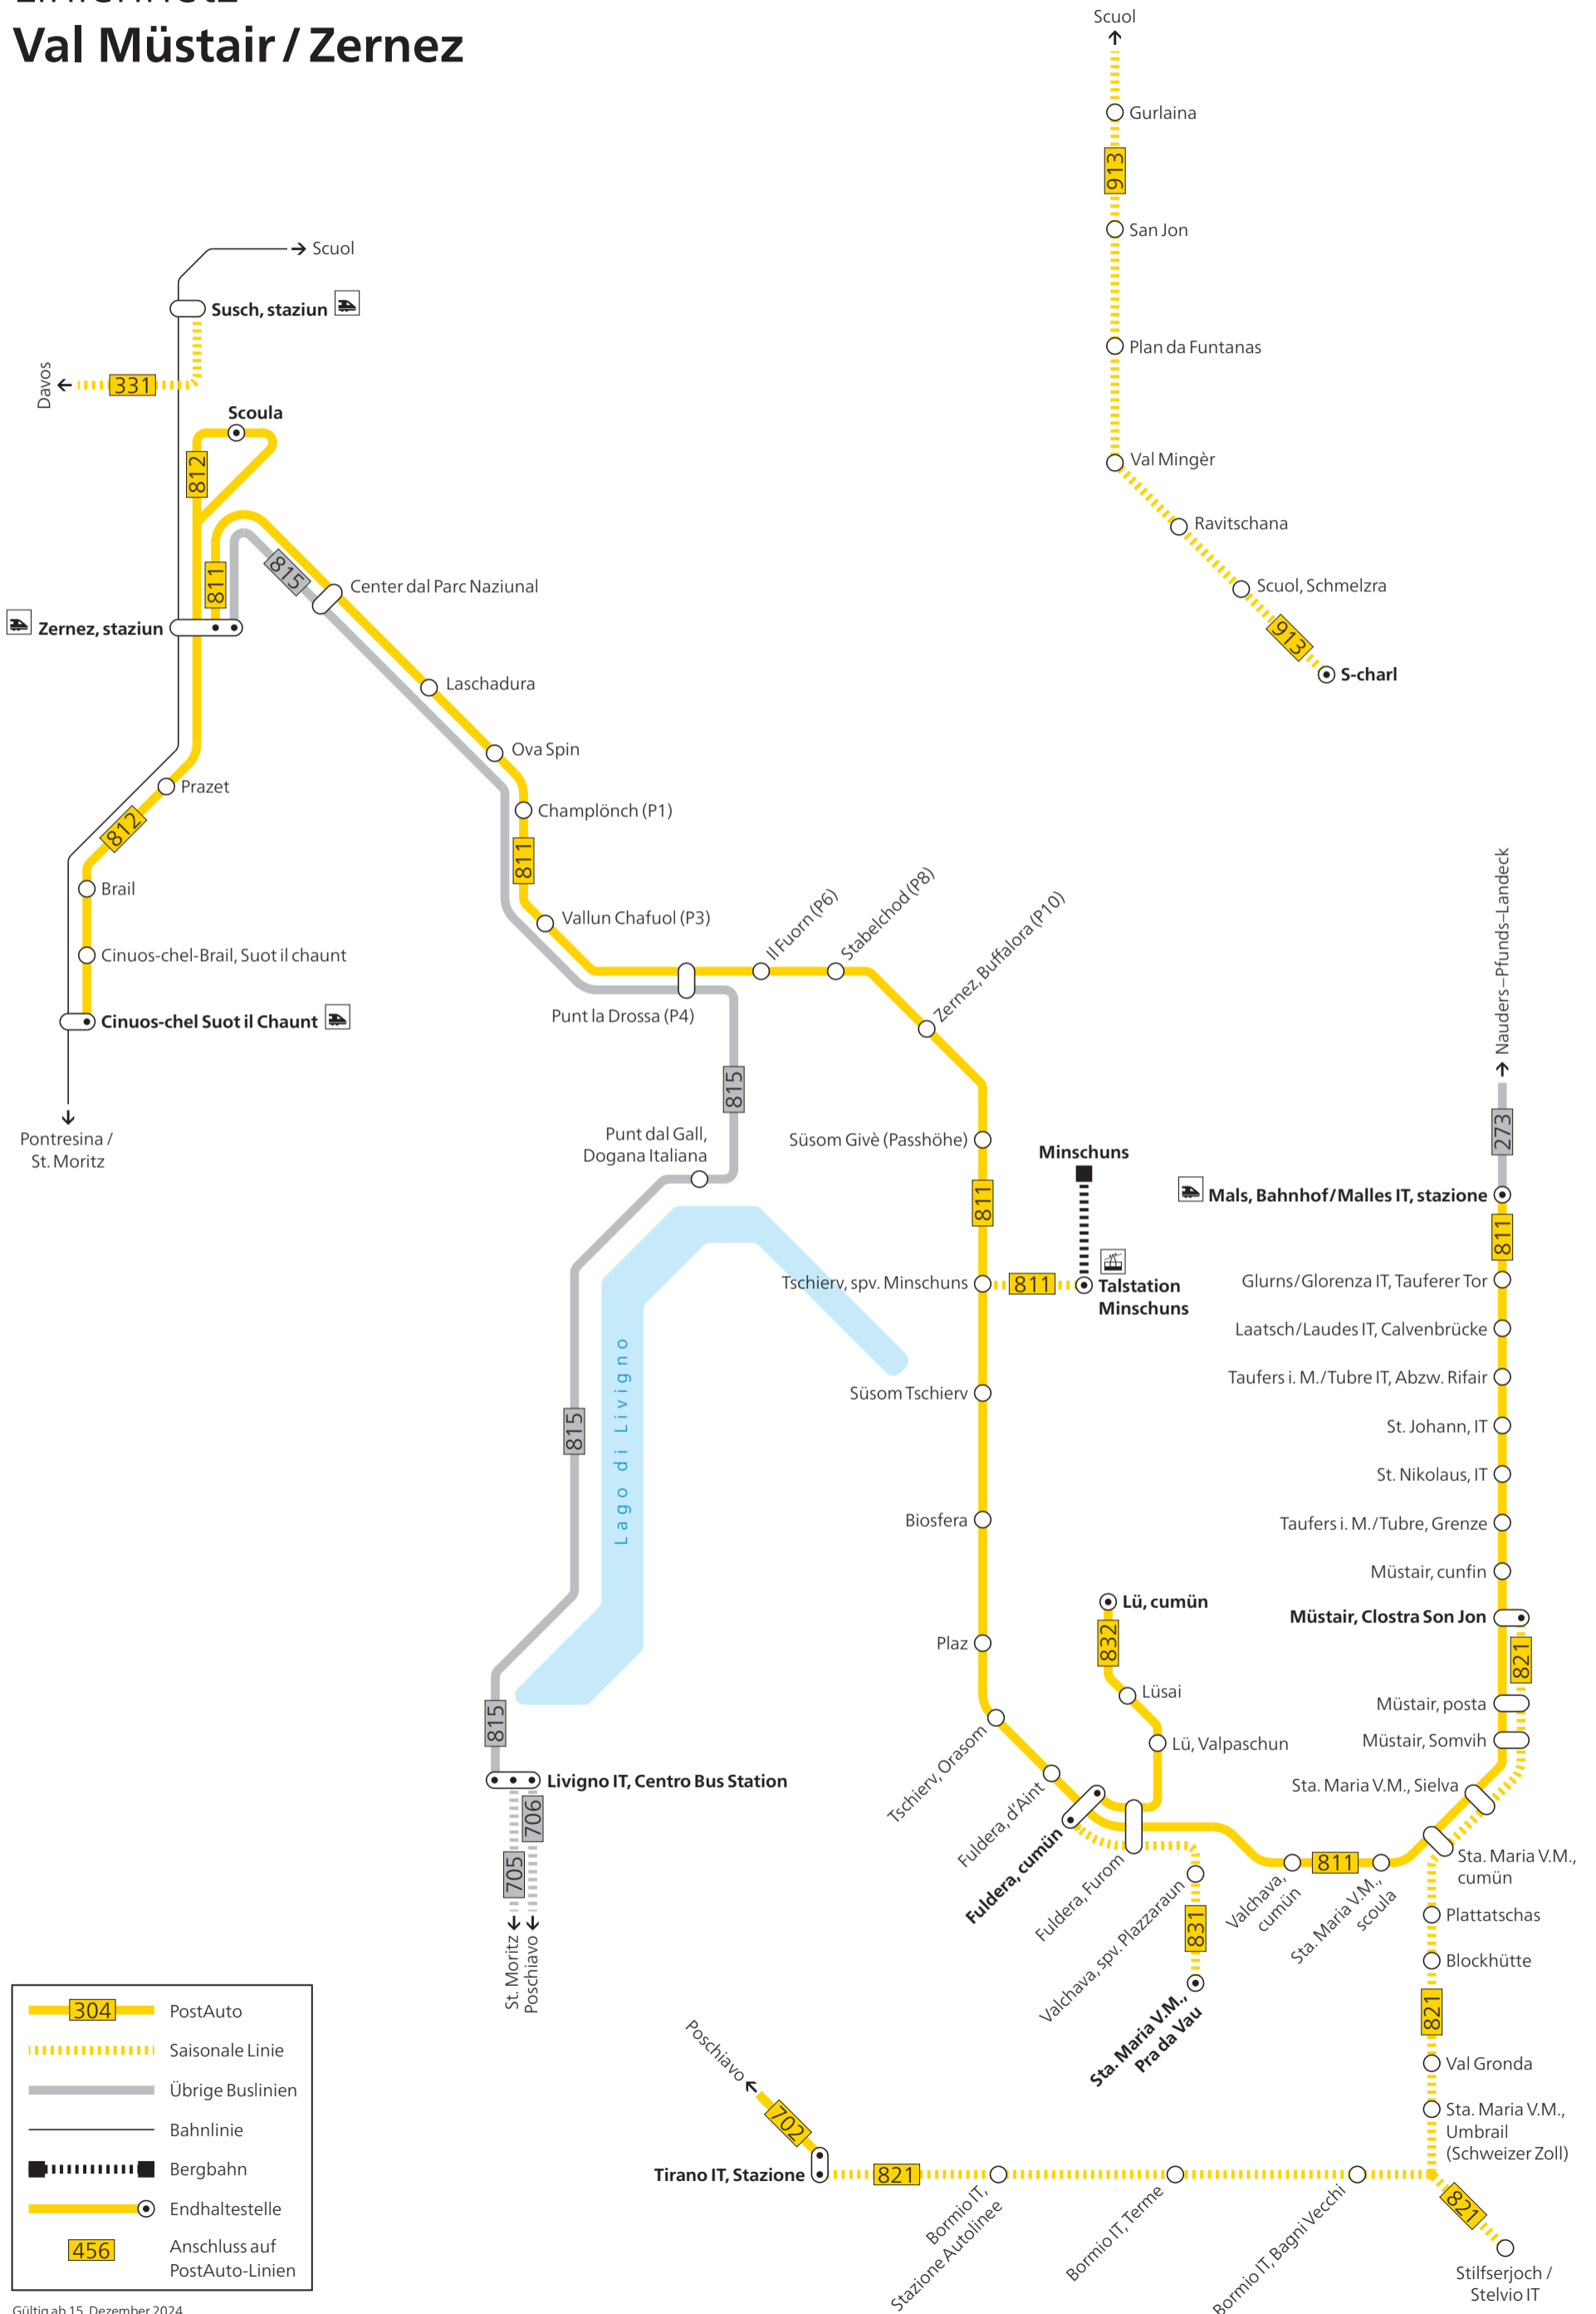 Liniennetz
Val Müstair / Zernez
Scuol
Gurlaina
913
San Jon
Plan da Funtanas
Val Mingèr
Ravitschana
Scuol, Schmelzra
913
S-charl
Scuol
Susch, staziun
Davos
331
Scoula
812
811
815
Center dal Parc Naziunal
Zernez, staziun
Laschadura
Ova Spin
Prazet
Champlönch (P1)
812
811
Brail
Vallun Chafuol (P3)
Il Fuorn (P6)
Stabelchod (P8)
Zernez, Buffalora (P10)
Cinuos-chel-Brail, Suot il chaunt
Cinuos-chel Suot il Chaunt
Punt la Drossa (P4)
Pontresina /
St. Moritz
815
Punt dal Gall,
Dogana Italiana
Süsom Givè (Passhöhe)
811
Minschuns
Tschierv, spv. Minschuns
811
Talstation
Minschuns
Süsom Tschierv
Biosfera
Plaz
Lago di Livigno
815
815
Livigno IT, Centro Bus Station
706
705
St. Moritz
Poschiavo
Nauders–Pfunds–Landeck
273
Mals, Bahnhof/Malles IT, stazione
811
Glurns/Glorenza IT, Tauferer Tor
Laatsch/Laudes IT, Calvenbrücke
Taufers i. M./Tubre IT, Abzw. Rifair
St. Johann, IT
St. Nikolaus, IT
Taufers i. M./Tubre, Grenze
Müstair, cunfin
Müstair, Clostra Son Jon
821
Müstair, posta
Müstair, Somvih
Sta. Maria V.M., Sielva
Lü, cumün
832
Lüsai
Lü, Valpaschun
Tschierv, Orasom
Fuldera, d'Aint
Fuldera, cumün
Fuldera, Furom
Valchava, spv. Plazzaraun
831
Sta. Maria V.M.,
Pra da Vau
Valchava,
cumün
811
Sta. Maria V.M.,
scoula
Sta. Maria V.M.,
cumün
Plattatschas
Blockhütte
821
Val Gronda
Sta. Maria V.M.,
Umbrail
(Schweizer Zoll)
821
Stilfserjoch /
Stelvio IT
Poschiavo
702
Tirano IT, Stazione
821
Bormio IT,
Stazione Autolinee
Bormio IT, Terme
Bormio IT, Bagni Vecchi
304
PostAuto
Saisonale Linie
Übrige Buslinien
Bahnlinie
Bergbahn
Endhaltestelle
456
Anschluss auf
PostAuto-Linien
Gültig ab 15. Dezember 2024